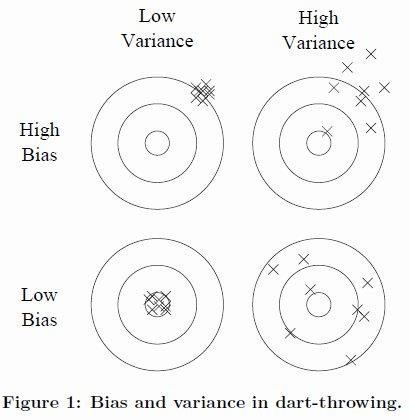 Low
Variance
High
Variance
High
Bias
Low
Bias
Figure 1: Bias and variance in dart-throwing.